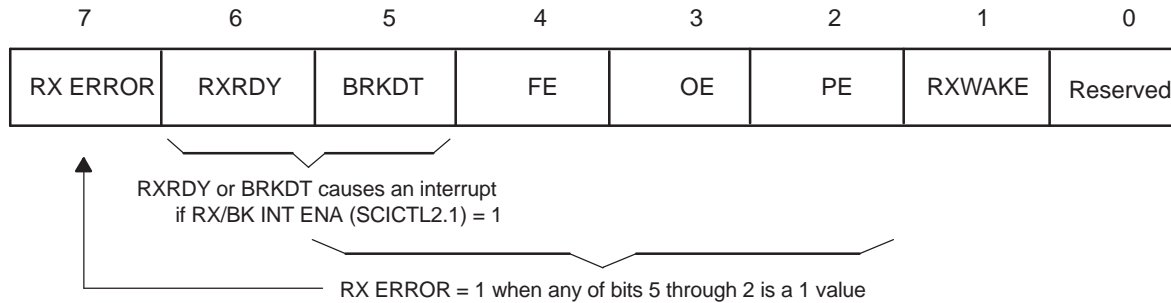 7 6 5 4 3 2 1 0
RX ERROR RXRDY BRKDT FE OE PE RXWAKE Reserved
RXRDY or BRKDT causes an interrupt
if RX/BK INT ENA (SCICTL2.1) = 1
RX ERROR = 1 when any of bits 5 through 2 is a 1 value